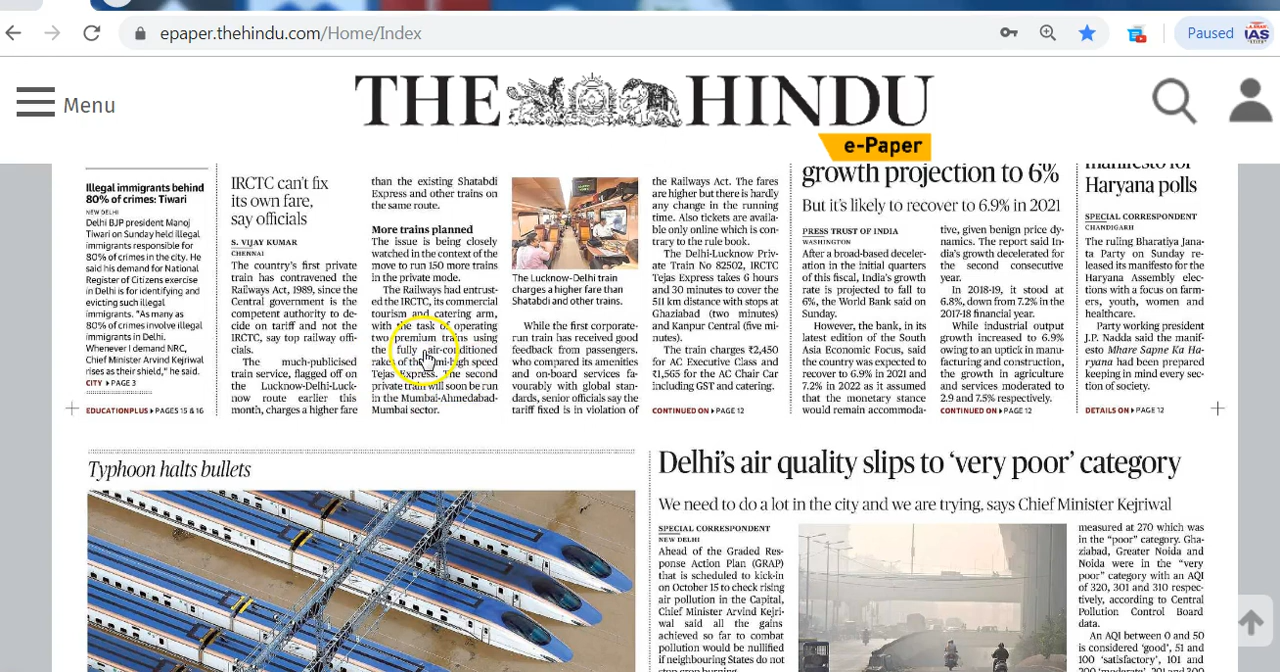 epaper.thehindu.com/Home/Index
Paused
IAS
Menu
THE HINDU
e-Paper
Illegal immigrants behind
80% of crimes: Tiwari
NEW DELHI
Delhi BJP president Manoj
Tiwari on Sunday held illegal
immigrants responsible for
80% of crimes in the city. He
said his demand for National
Register of Citizens exercise
in Delhi is for identifying and
evicting such illegal
immigrants. "As many as
80% of crimes involve illegal
immigrants in Delhi.
Whenever I demand NRC,
Chief Minister Arvind Kejriwal
rises as their shield," he said.
CITY ▸ PAGE 3
EDUCATIONPLUS ▸ PAGES 15 & 16
IRCTC can't fix
its own fare,
say officials
S. VIJAY KUMAR
CHENNAI
The country's first private
train has contravened the
Railways Act, 1989, since the
Central government is the
competent authority to de-
cide on tariff and not the
IRCTC, say top railway offi-
cials.
The much-publicised
train service, flagged off on
the Lucknow-Delhi-Luck-
now route earlier this
month, charges a higher fare
than the existing Shatabdi
Express and other trains on
the same route.
More trains planned
The issue is being closely
watched in the context of the
move to run 150 more trains
in the private mode.
The Railways had entrust-
ed the IRCTC, its commercial
tourism and catering arm,
with the task of operating
two premium trains using
the fully air-conditioned
rakes of the semi-high speed
Tejas Express. The second
private train will soon be run
in the Mumbai-Ahmedabad-
Mumbai sector.
The Lucknow-Delhi train
charges a higher fare than
Shatabdi and other trains.
While the first corporate-
run train has received good
feedback from passengers,
who compared its amenities
and on-board services fa-
vourably with global stan-
dards, senior officials say the
tariff fixed is in violation of
the Railways Act. The fares
are higher but there is hardly
any change in the running
time. Also tickets are availa-
ble only online which is con-
trary to the rule book.
The Delhi-Lucknow Pri-
vate Train No 82502, IRCTC
Tejas Express takes 6 hours
and 30 minutes to cover the
511 km distance with stops at
Ghaziabad (two minutes)
and Kanpur Central (five mi-
nutes).
The train charges ₹2,450
for AC Executive Class and
₹1,565 for the AC Chair Car
including GST and catering.
CONTINUED ON ▸ PAGE 12
growth projection to 6%
But it's likely to recover to 6.9% in 2021
PRESS TRUST OF INDIA
WASHINGTON
After a broad-based deceler-
ation in the initial quarters
of this fiscal, India's growth
rate is projected to fall to
6%, the World Bank said on
Sunday.
However, the bank, in its
latest edition of the South
Asia Economic Focus, said
the country was expected to
recover to 6.9% in 2021 and
7.2% in 2022 as it assumed
that the monetary stance
would remain accommoda-
tive, given benign price dy-
namics. The report said In-
dia's growth decelerated for
the second consecutive
year.
In 2018-19, it stood at
6.8%, down from 7.2% in the
2017-18 financial year.
While industrial output
growth increased to 6.9%
owing to an uptick in manu-
facturing and construction,
the growth in agriculture
and services moderated to
2.9 and 7.5% respectively.
CONTINUED ON ▸ PAGE 12
manifesto for
Haryana polls
SPECIAL CORRESPONDENT
CHANDIGARH
The ruling Bharatiya Jana-
ta Party on Sunday re-
leased its manifesto for the
Haryana Assembly elec-
tions with a focus on farm-
ers, youth, women and
healthcare.
Party working president
J.P. Nadda said the manif-
esto Mhare Sapne Ka Ha-
ryana had been prepared
keeping in mind every sec-
tion of society.
DETAILS ON ▸ PAGE 12
Typhoon halts bullets
Delhi's air quality slips to 'very poor' category
We need to do a lot in the city and we are trying, says Chief Minister Kejriwal
SPECIAL CORRESPONDENT
NEW DELHI
Ahead of the Graded Res-
ponse Action Plan (GRAP)
that is scheduled to kick-in
on October 15 to check rising
air pollution in the Capital,
Chief Minister Arvind Kejri-
wal said all the gains
achieved so far to combat
pollution would be nullified
if neighbouring States do not
stop stopp burning
measured at 270 which was
in the "poor" category. Gha-
ziabad, Greater Noida and
Noida were in the "very
poor" category with an AQI
of 320, 301 and 310 respec-
tively, according to Central
Pollution Control Board
data.
An AQI between 0 and 50
is considered 'good', 51 and
100 'satisfactory', 101 and
200 'moderate', 201 and 300